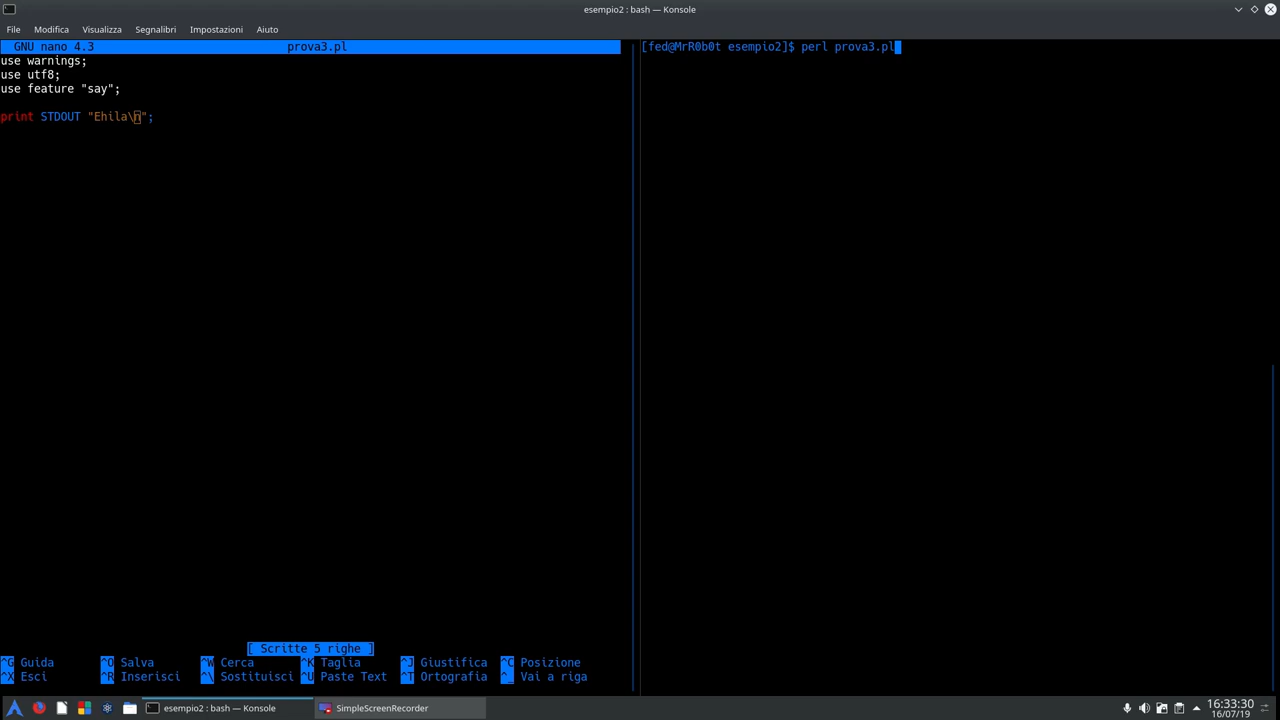 esempio2 : bash — Konsole
File Modifica Visualizza Segnalibri Impostazioni Aiuto
GNU nano 4.3 prova3.pl
use warnings;
use utf8;
use feature "say";
print STDOUT "Ehila\n";
[ Scritte 5 righe ]
^G Guida ^O Salva ^W Cerca ^K Taglia ^J Giustifica ^C Posizione
^X Esci ^R Inserisci ^\ Sostituisci ^U Paste Text ^T Ortografia ^_ Vai a riga
[fed@MrR0b0t esempio2]$ perl prova3.pl
esempio2 : bash — Konsole
SimpleScreenRecorder
16:33:30
16/07/19